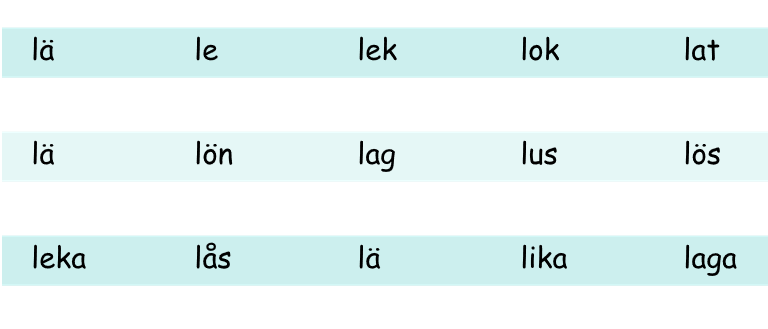 lä le lek lok lat
lä lön lag lus lös
leka lås lä lika laga